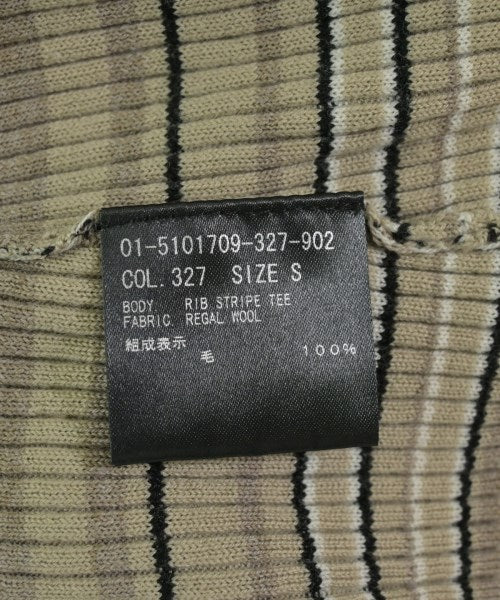 01-5101709-327-902
COL. 327 SIZE S
BODY RIB STRIPE TEE
FABRIC REGAL WOOL
組成表示
毛 100%